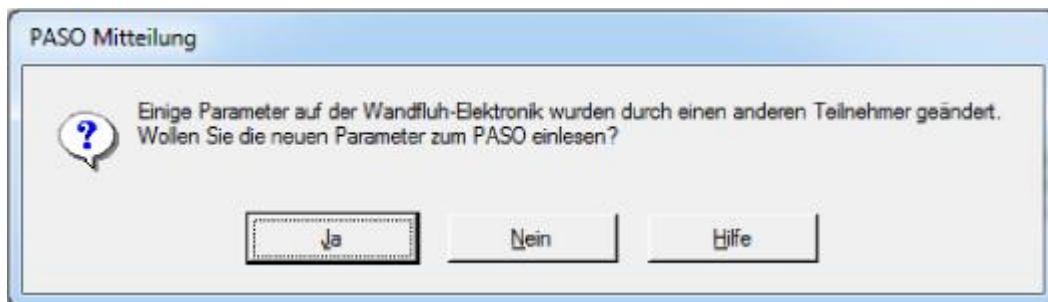 PASO Mitteilung
Einige Parameter auf der Wandfluh-Elektronik wurden durch einen anderen Teilnehmer geändert.
Wollen Sie die neuen Parameter zum PASO einlesen?
Ja Nein Hilfe